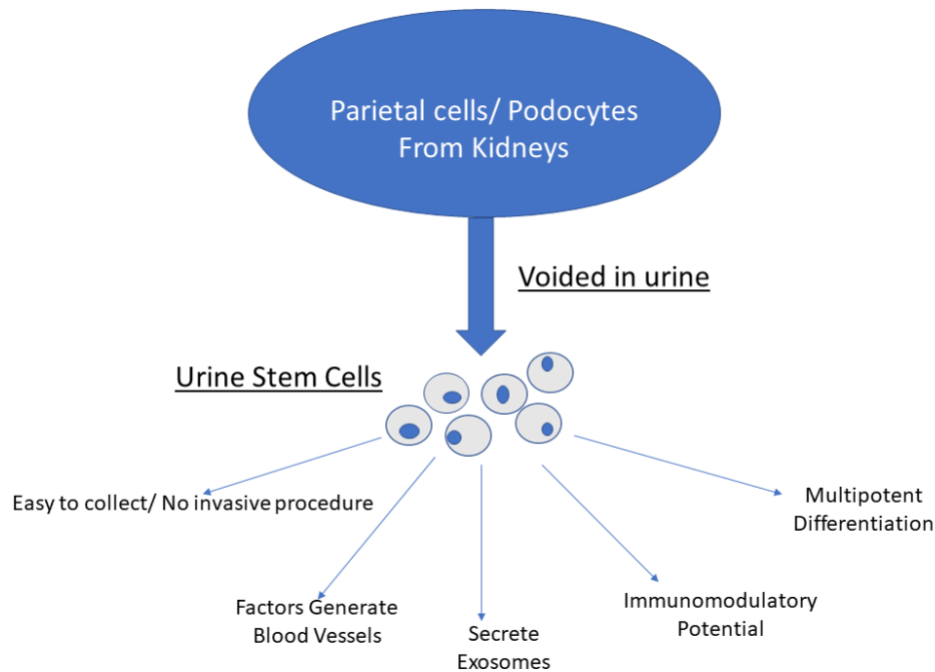 Parietal cells/ Podocytes
From Kidneys
Voided in urine
Urine Stem Cells
Easy to collect/ No invasive procedure
Factors Generate
Blood Vessels
Secrete
Exosomes
Immunomodulatory
Potential
Multipotent
Differentiation